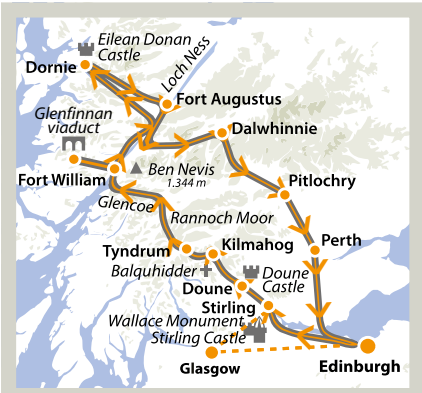 Eilean Donan
Castle
Dornie
Loch Ness
Fort Augustus
Glenfinnan
viaduct
Dalwhinnie
Ben Nevis
1.344 m
Fort William
Pitlochry
Glencoe
Rannoch Moor
Tyndrum
Kilmahog
Perth
Balquhidder
Doune
Castle
Doune
Stirling
Wallace Monument
Stirling Castle
Glasgow
Edinburgh